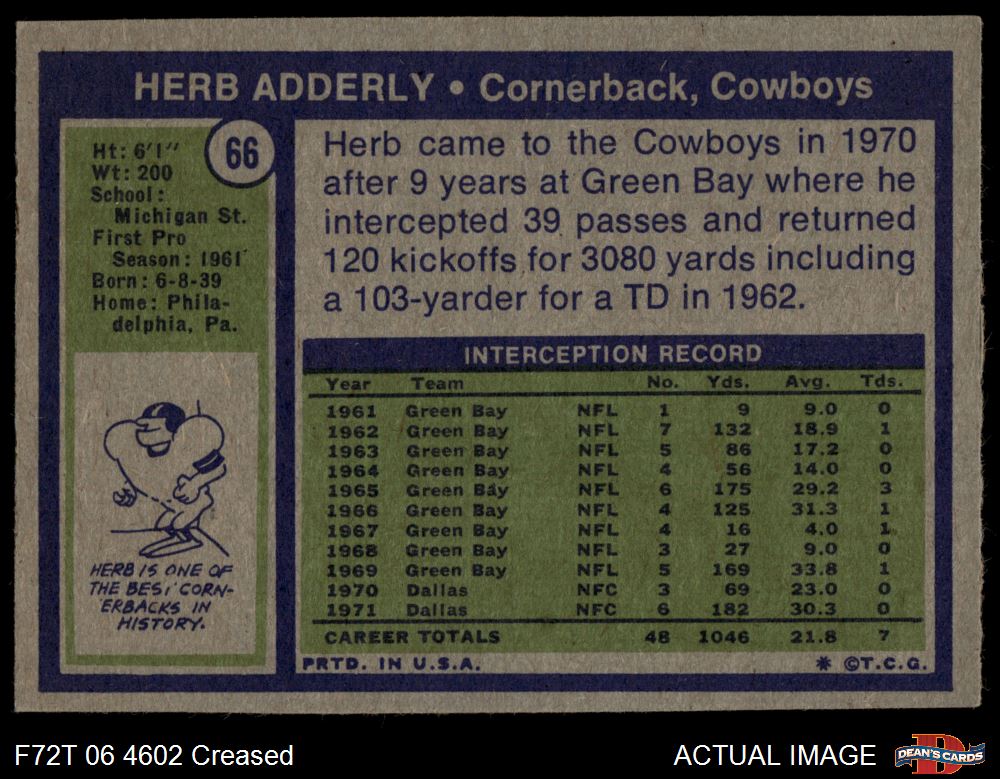 HERB ADDERLY • Cornerback, Cowboys
66
Ht: 6'1"
Wt: 200
School:
Michigan St.
First Pro
Season: 1961
Born: 6-8-39
Home: Phila-
delphia, Pa.
HERB IS ONE OF
THE BEST CORN-
ERBACKS IN
HISTORY.
Herb came to the Cowboys in 1970
after 9 years at Green Bay where he
intercepted 39 passes and returned
120 kickoffs for 3080 yards including
a 103-yarder for a TD in 1962.
INTERCEPTION RECORD
Year Team No. Yds. Avg. Tds.
1961 Green Bay NFL 1 9 9.0 0
1962 Green Bay NFL 7 132 18.9 1
1963 Green Bay NFL 5 86 17.2 0
1964 Green Bay NFL 4 56 14.0 0
1965 Green Bay NFL 6 175 29.2 3
1966 Green Bay NFL 4 125 31.3 1
1967 Green Bay NFL 4 16 4.0 1
1968 Green Bay NFL 3 27 9.0 0
1969 Green Bay NFL 5 169 33.8 1
1970 Dallas NFC 3 69 23.0 0
1971 Dallas NFC 6 182 30.3 0
CAREER TOTALS 48 1046 21.8 7
PRTD. IN U.S.A. * ©T.C.G.
F72T 06 4602 Creased ACTUAL IMAGE
DEAN'S CARDS